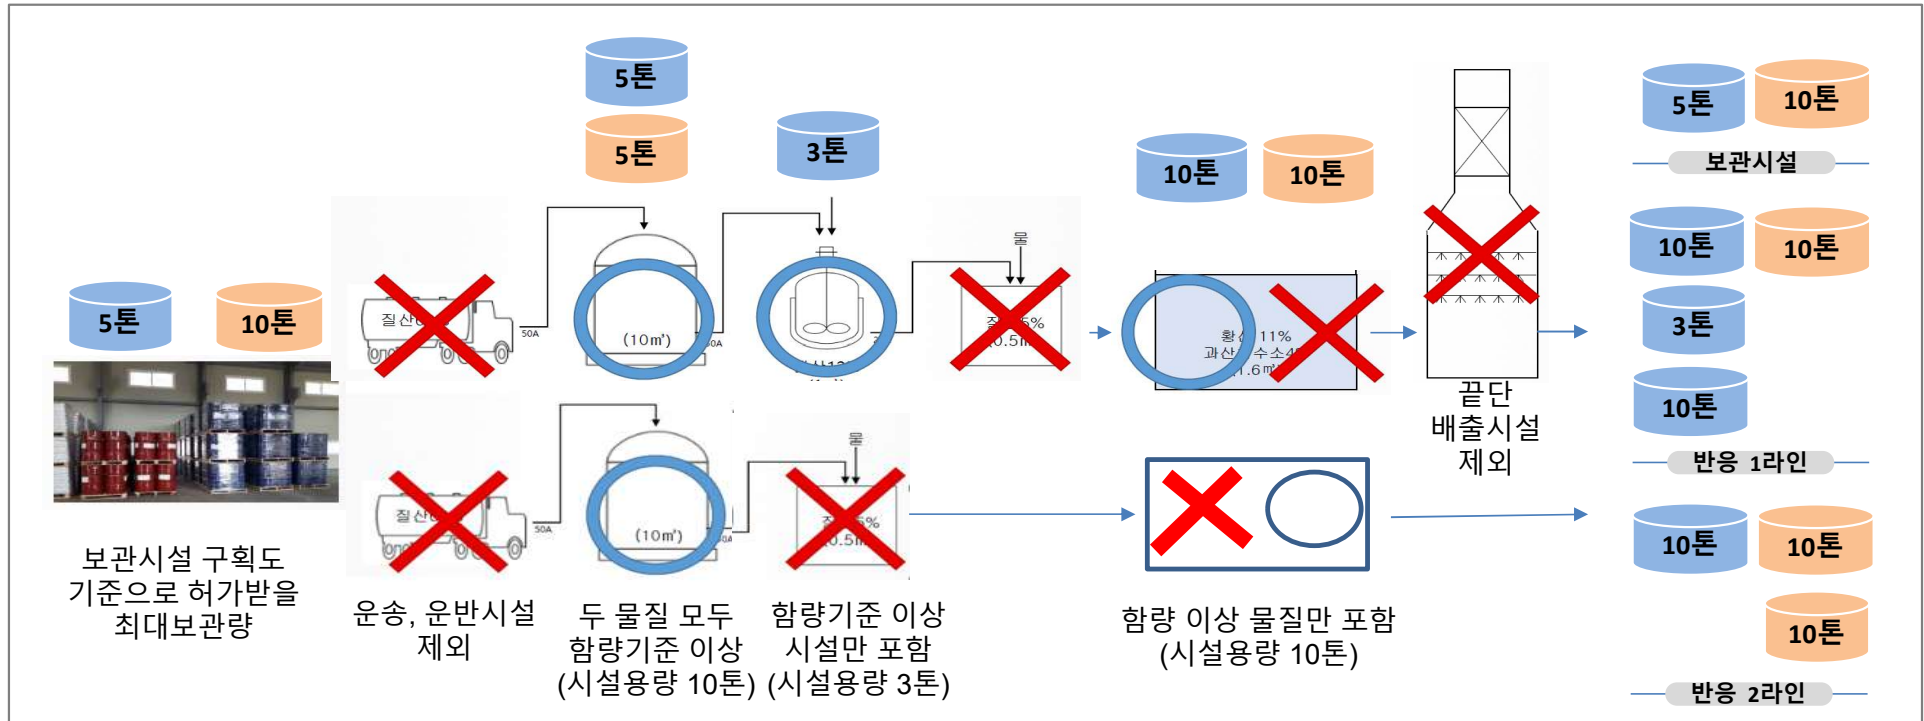 5톤
10톤
보관시설 구획도
기준으로 허가받을
최대보관량
질산
50A
질산
50A
운송, 운반시설
제외
5톤
5톤
(10㎥)
(10㎥)
두 물질 모두
함량기준 이상
(시설용량 10톤)
3톤
물
물
함량기준 이상
시설만 포함
(시설용량 3톤)
10톤
10톤
황산 11%
함량 이상 물질만 포함
(시설용량 10톤)
끝단
배출시설
제외
5톤
10톤
보관시설
10톤
10톤
3톤
10톤
반응 1라인
10톤
10톤
10톤
반응 2라인